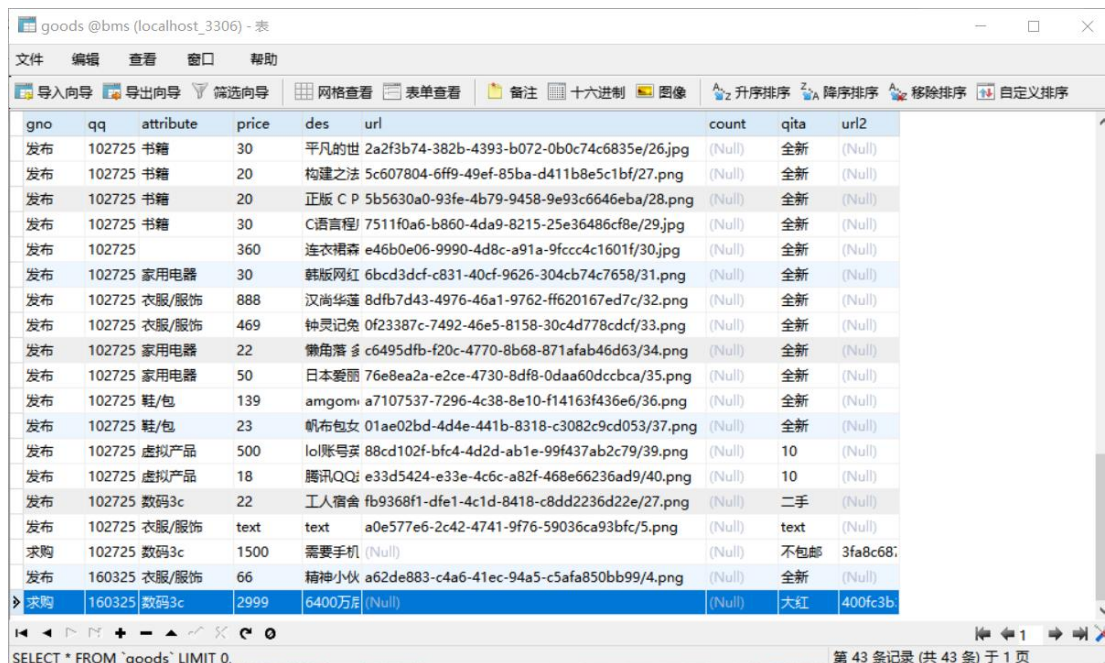 goods @bms (localhost_3306) - 表
文件 编辑 查看 窗口 帮助
导入向导 导出向导 筛选向导 网格查看 表单查看 备注 十六进制 图像 升序排序 降序排序 移除排序 自定义排序
gno qq attribute price des url count qita url2
发布 102725 书籍 30 平凡的世 2a2f3b74-382b-4393-b072-0b0c74c6835e/26.jpg (Null) 全新 (Null)
发布 102725 书籍 20 构建之法 5c607804-6ff9-49ef-85ba-d411b8e5c1bf/27.png (Null) 全新 (Null)
发布 102725 书籍 20 正版 C P 5b5630a0-93fe-4b79-9458-9e93c6646eba/28.png (Null) 全新 (Null)
发布 102725 书籍 30 C语言程 7511f0a6-b860-4da9-8215-25e36486cf8e/29.jpg (Null) 全新 (Null)
发布 102725 360 连衣裙森 e46b0e06-9990-4d8c-a91a-9fccc4c1601f/30.jpg (Null) 全新 (Null)
发布 102725 家用电器 30 韩版网红 6bcd3dcf-c831-40cf-9626-304cb74c7658/31.png (Null) 全新 (Null)
发布 102725 衣服/服饰 888 汉尚华莲 8dfb7d43-4976-46a1-9762-ff620167ed7c/32.png (Null) 全新 (Null)
发布 102725 衣服/服饰 469 钟灵记兔 0f23387c-7492-46e5-8158-30c4d778cdcf/33.png (Null) 全新 (Null)
发布 102725 家用电器 22 懒角落 c6495dfb-f20c-4770-8b68-871afab46d63/34.png (Null) 全新 (Null)
发布 102725 家用电器 50 日本爱丽 76e8ea2a-e2ce-4730-8df8-0daa60dccbca/35.png (Null) 全新 (Null)
发布 102725 鞋/包 139 amgom a7107537-7296-4c38-8e10-f14163f436e6/36.png (Null) 全新 (Null)
发布 102725 鞋/包 23 帆布包女 01ae02bd-4d4e-441b-8318-c3082c9cd053/37.png (Null) 全新 (Null)
发布 102725 虚拟产品 500 lol账号英 88cd102f-bfc4-4d2d-ab1e-99f437ab2c79/39.png (Null) 10 (Null)
发布 102725 虚拟产品 18 腾讯QQ e33d5424-e33e-4c6c-a82f-468e66236ad9/40.png (Null) 10 (Null)
发布 102725 数码3c 22 工人宿舍 fb9368f1-dfe1-4c1d-8418-c8dd2236d22e/27.png (Null) 二手 (Null)
发布 102725 衣服/服饰 text text a0e577e6-2c42-4741-9f76-59036ca93bfc/5.png (Null) text (Null)
求购 102725 数码3c 1500 需要手机 (Null) (Null) 不包邮 3fa8c687
发布 160325 衣服/服饰 66 精神小伙 a62de883-c4a6-41ec-94a5-c5afa850bb99/4.png (Null) 全新 (Null)
求购 160325 数码3c 2999 6400万后 (Null) (Null) 大红 400fc3b
1
SELECT * FROM `goods` LIMIT 0, 第 43 条记录 (共 43 条) 于 1 页